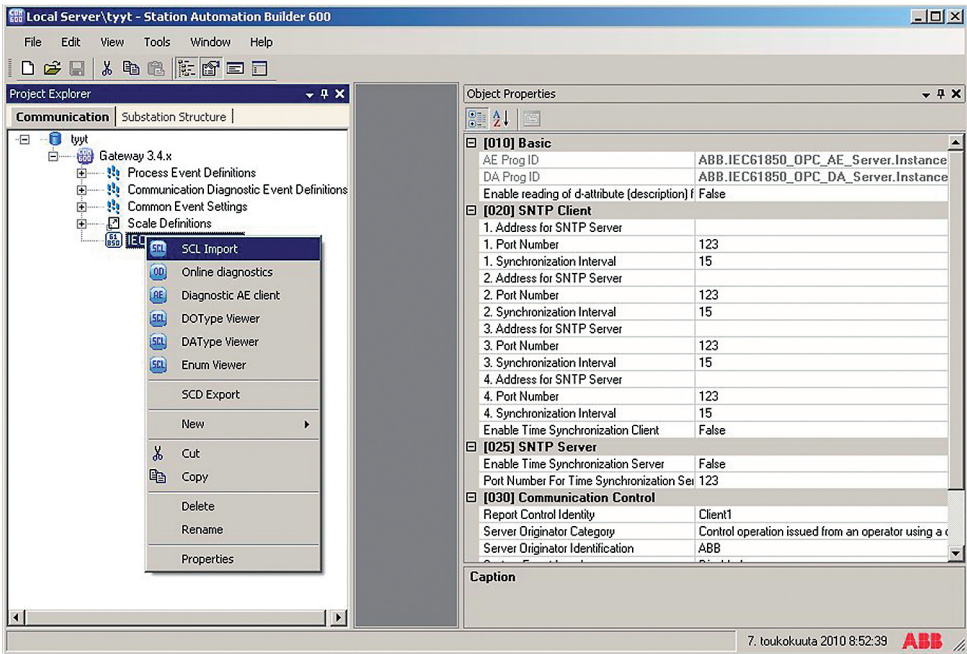 Local Server\tyyt - Station Automation Builder 600
File Edit View Tools Window Help
Project Explorer
Communication Substation Structure
tyyt
Gateway 3.4.x
Process Event Definitions
Communication Diagnostic Event Definitions
Common Event Settings
Scale Definitions
IEC
SCL Import
Online diagnostics
Diagnostic AE client
DOType Viewer
DAType Viewer
Enum Viewer
SCD Export
New
Cut
Copy
Delete
Rename
Properties
Object Properties
[010] Basic
AE Prog ID ABB.IEC61850_OPC_AE_Server.Instance
DA Prog ID ABB.IEC61850_OPC_DA_Server.Instance
Enable reading of d-attribute (description) f False
[020] SNTP Client
1. Address for SNTP Server
1. Port Number 123
1. Synchronization Interval 15
2. Address for SNTP Server
2. Port Number 123
2. Synchronization Interval 15
3. Address for SNTP Server
3. Port Number 123
3. Synchronization Interval 15
4. Address for SNTP Server
4. Port Number 123
4. Synchronization Interval 15
Enable Time Synchronization Client False
[025] SNTP Server
Enable Time Synchronization Server False
Port Number For Time Synchronization Ser 123
[030] Communication Control
Report Control Identity Client1
Server Originator Category Control operation issued from an operator using a c
Server Originator Identification ABB
Caption
7. toukokuuta 2010 8:52:39 ABB